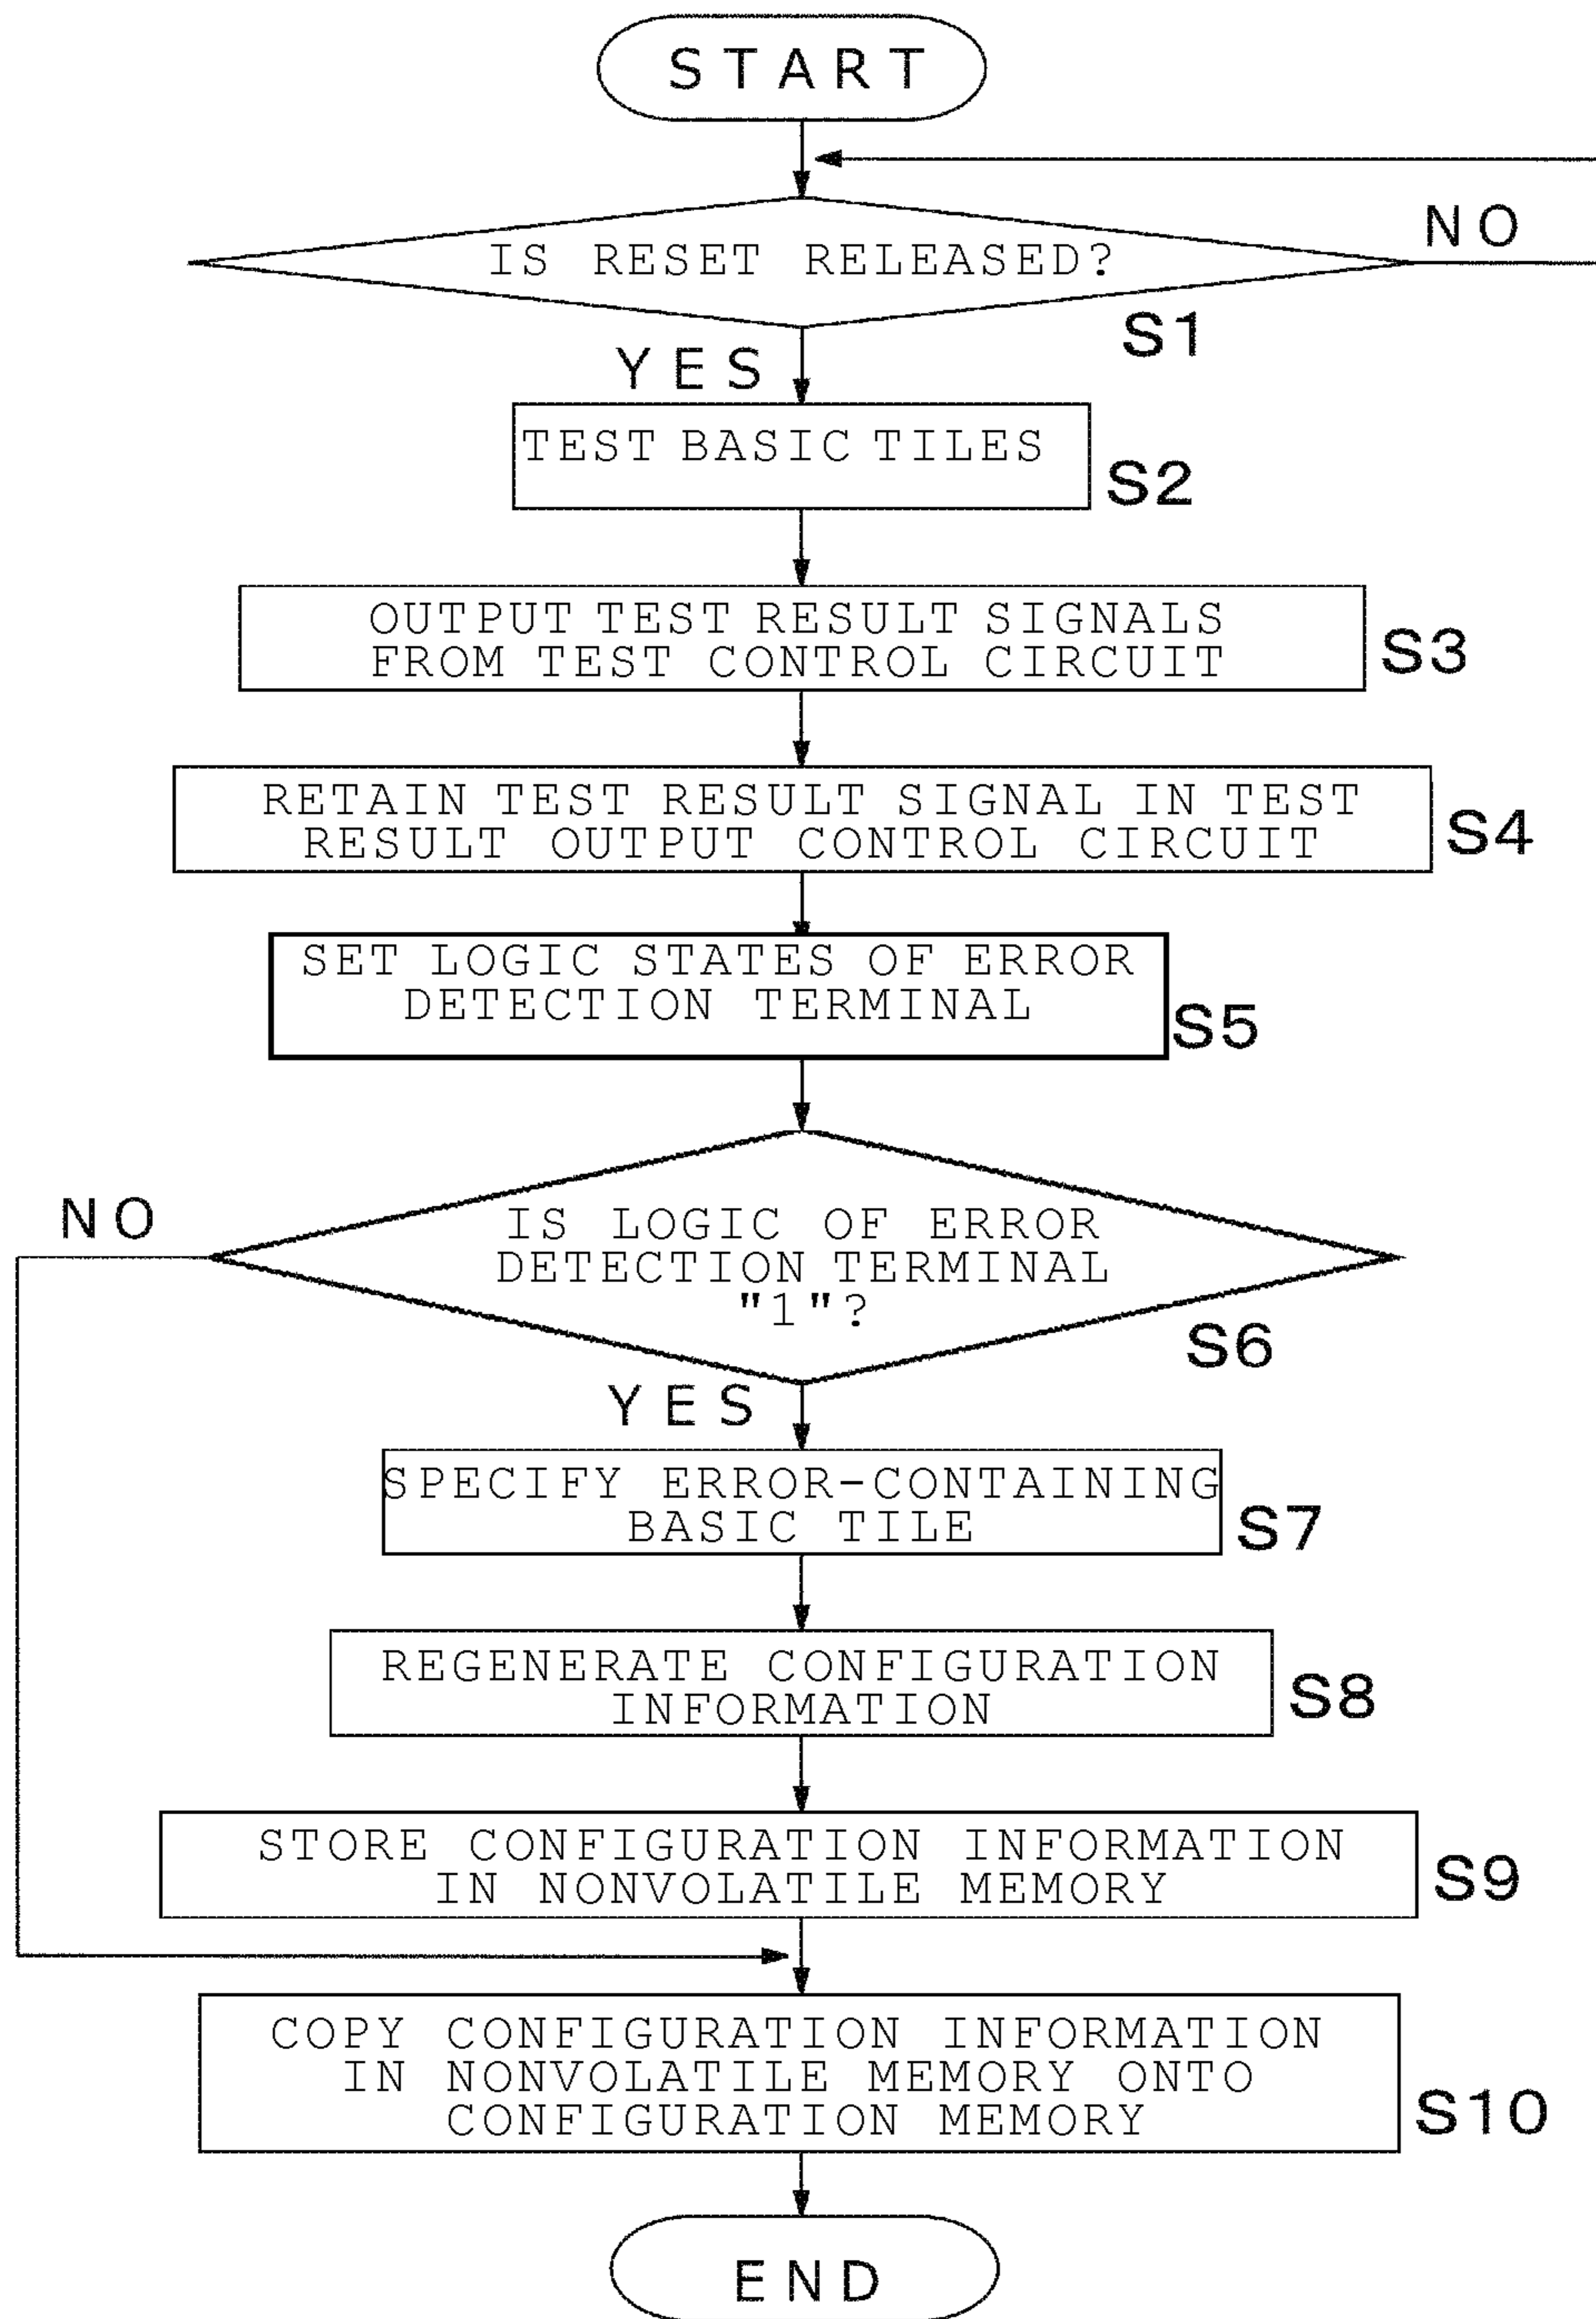 START
IS RESET RELEASED?
NO
S1
YES
TEST BASIC TILES
S2
OUTPUT TEST RESULT SIGNALS
FROM TEST CONTROL CIRCUIT
S3
RETAIN TEST RESULT SIGNAL IN TEST
RESULT OUTPUT CONTROL CIRCUIT
S4
SET LOGIC STATES OF ERROR
DETECTION TERMINAL
S5
NO
IS LOGIC OF ERROR
DETECTION TERMINAL
"1"?
S6
YES
SPECIFY ERROR-CONTAINING
BASIC TILE
S7
REGENERATE CONFIGURATION
INFORMATION
S8
STORE CONFIGURATION INFORMATION
IN NONVOLATILE MEMORY
S9
COPY CONFIGURATION INFORMATION
IN NONVOLATILE MEMORY ONTO
CONFIGURATION MEMORY
S10
END